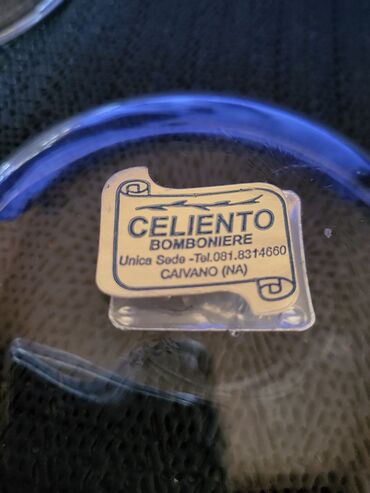 CELIENTO
BOMBONIERE
Unica Sede -Tel.081.8314660
CAIVANO (NA)